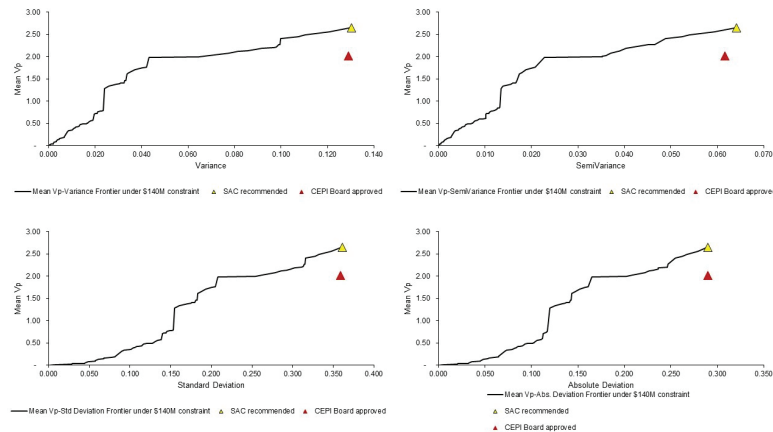 3.00
2.50
2.00
1.50
1.00
0.50
-
Mean Vp
0.000 0.020 0.040 0.060 0.080 0.100 0.120 0.140
Variance
Mean Vp-Variance Frontier under $140M constraint SAC recommended CEPI Board approved
3.00
2.50
2.00
1.50
1.00
0.50
-
Mean Vp
0.000 0.010 0.020 0.030 0.040 0.050 0.060 0.070
SemiVariance
Mean Vp-SemiVariance Frontier under $140M constraint SAC recommended CEPI Board approved
3.00
2.50
2.00
1.50
1.00
0.50
-
Mean Vp
0.000 0.050 0.100 0.150 0.200 0.250 0.300 0.350 0.400
Standard Deviation
Mean Vp-Std Deviation Frontier under $140M constraint SAC recommended CEPI Board approved
3.00
2.50
2.00
1.50
1.00
0.50
-
Mean Vp
0.000 0.050 0.100 0.150 0.200 0.250 0.300 0.350
Absolute Deviation
Mean Vp-Abs. Deviation Frontier under $140M constraint
SAC recommended
CEPI Board approved